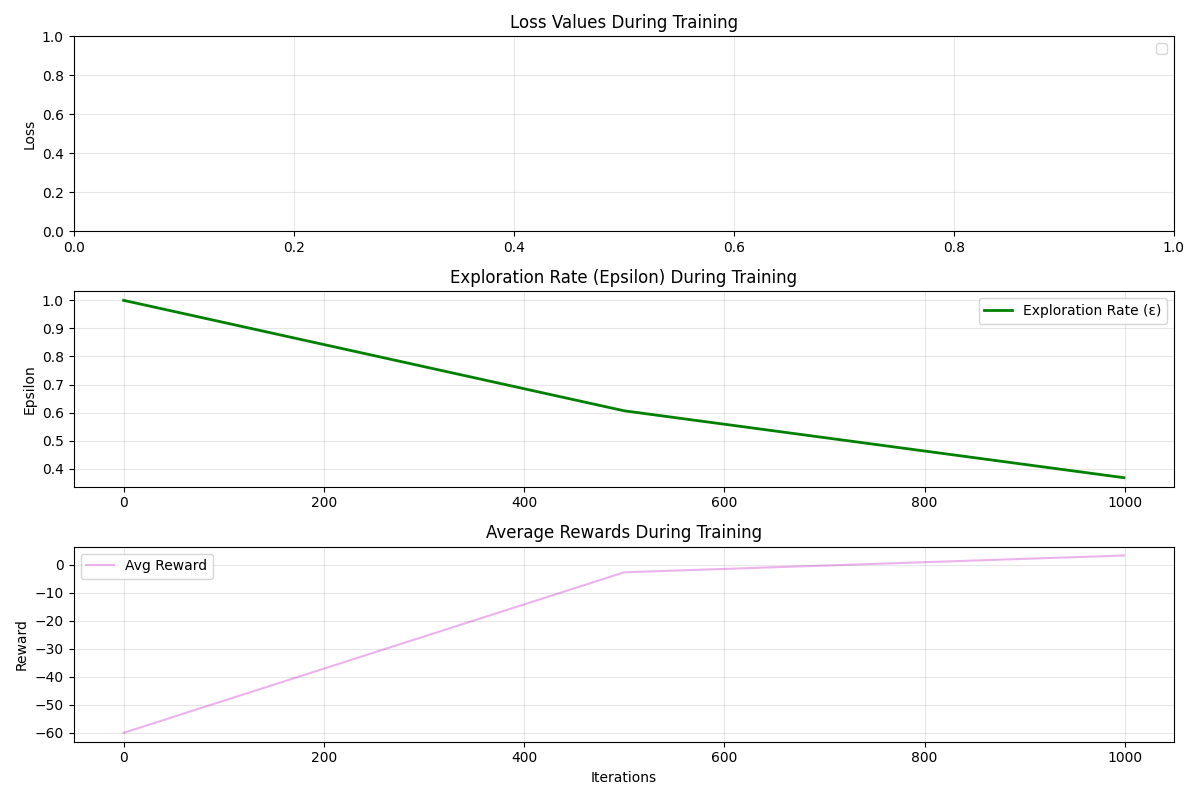 Loss Values During Training
1.0
0.8
0.6
0.4
0.2
0.0
Loss
0.0 0.2 0.4 0.6 0.8 1.0
Exploration Rate (Epsilon) During Training
1.0
0.9
0.8
0.7
0.6
0.5
0.4
Epsilon
Exploration Rate (ε)
0 200 400 600 800 1000
Average Rewards During Training
0
−10
−20
−30
−40
−50
−60
Reward
Avg Reward
0 200 400 600 800 1000
Iterations